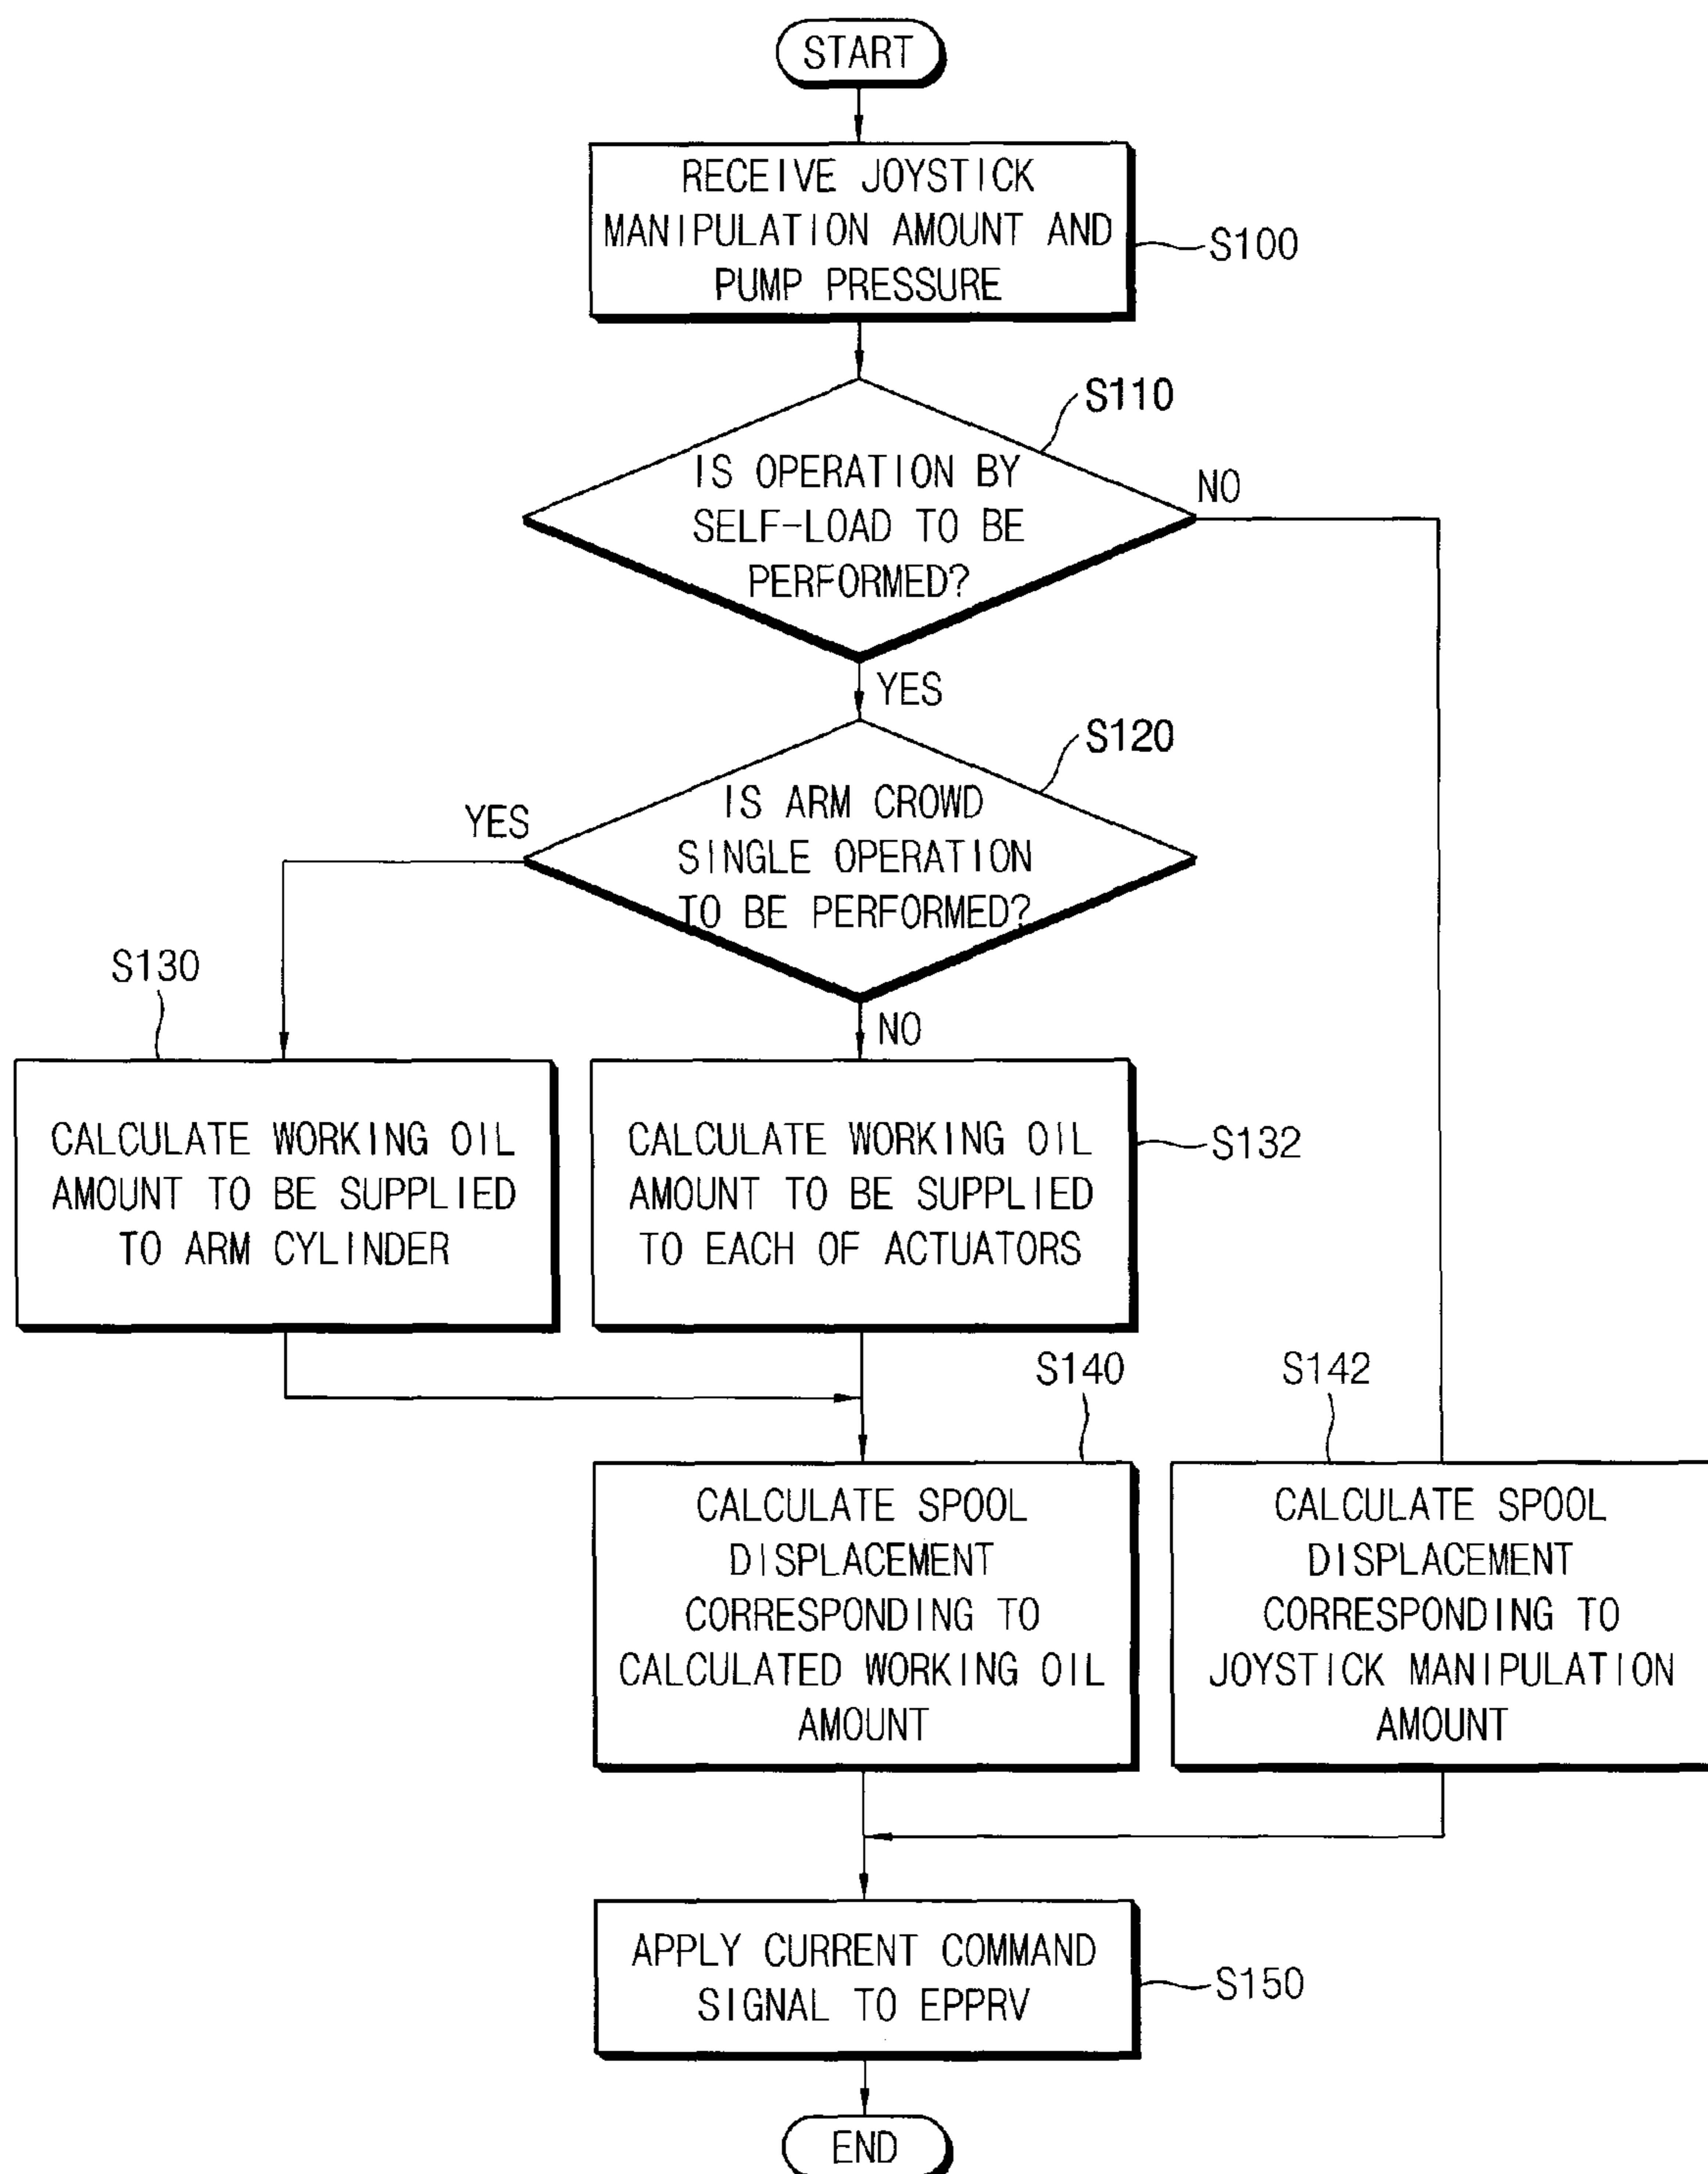 START
RECEIVE JOYSTICK
MANIPULATION AMOUNT AND
PUMP PRESSURE
S100
S110
IS OPERATION BY
SELF-LOAD TO BE
PERFORMED?
NO
YES
S120
IS ARM CROWD
SINGLE OPERATION
TO BE PERFORMED?
YES
NO
S130
CALCULATE WORKING OIL
AMOUNT TO BE SUPPLIED
TO ARM CYLINDER
CALCULATE WORKING OIL
AMOUNT TO BE SUPPLIED
TO EACH OF ACTUATORS
S132
S140
CALCULATE SPOOL
DISPLACEMENT
CORRESPONDING TO
CALCULATED WORKING OIL
AMOUNT
S142
CALCULATE SPOOL
DISPLACEMENT
CORRESPONDING TO
JOYSTICK MANIPULATION
AMOUNT
APPLY CURRENT COMMAND
SIGNAL TO EPPRV
S150
END